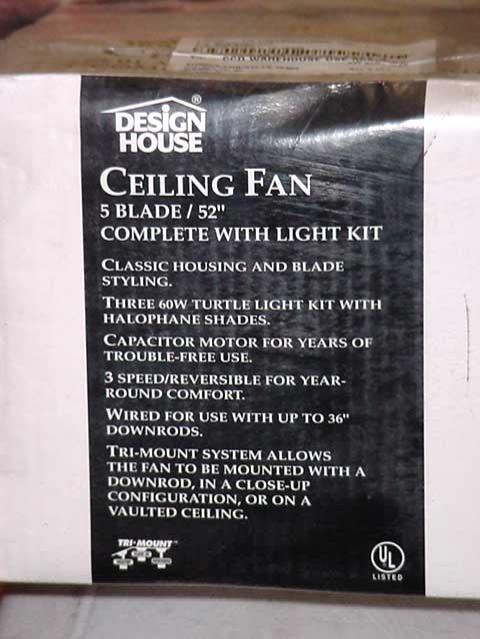 CCD WAREHOUSE
®
DESIGN
HOUSE
CEILING FAN
5 BLADE / 52"
COMPLETE WITH LIGHT KIT
CLASSIC HOUSING AND BLADE
STYLING.
THREE 60W TURTLE LIGHT KIT WITH
HALOPHANE SHADES.
CAPACITOR MOTOR FOR YEARS OF
TROUBLE-FREE USE.
3 SPEED/REVERSIBLE FOR YEAR-
ROUND COMFORT.
WIRED FOR USE WITH UP TO 36"
DOWNRODS.
TRI-MOUNT SYSTEM ALLOWS
THE FAN TO BE MOUNTED WITH A
DOWNROD, IN A CLOSE-UP
CONFIGURATION, OR ON A
VAULTED CEILING.
TRI-MOUNT™
UL
LISTED